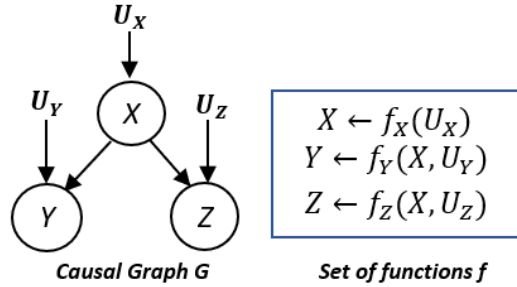 U_X
U_Y
X
U_Z
Y
Z
X ← f_X(U_X)
Y ← f_Y(X, U_Y)
Z ← f_Z(X, U_Z)
Causal Graph G
Set of functions f